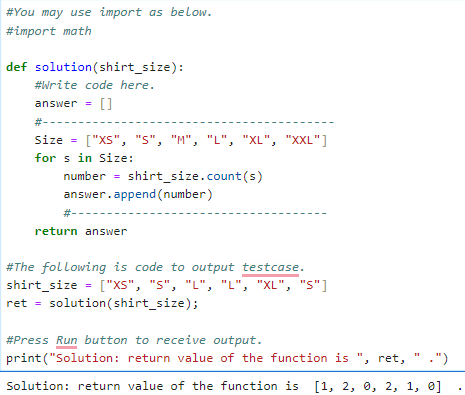 #You may use import as below.
#import math
def solution(shirt_size):
    #Write code here.
    answer = []
    #-----------------------------------------
    Size = ["XS", "S", "M", "L", "XL", "XXL"]
    for s in Size:
        number = shirt_size.count(s)
        answer.append(number)
        #------------------------------------
    return answer
#The following is code to output testcase.
shirt_size = ["XS", "S", "L", "L", "XL", "S"]
ret = solution(shirt_size);
#Press Run button to receive output.
print("Solution: return value of the function is ", ret, " .")
Solution: return value of the function is  [1, 2, 0, 2, 1, 0]  .